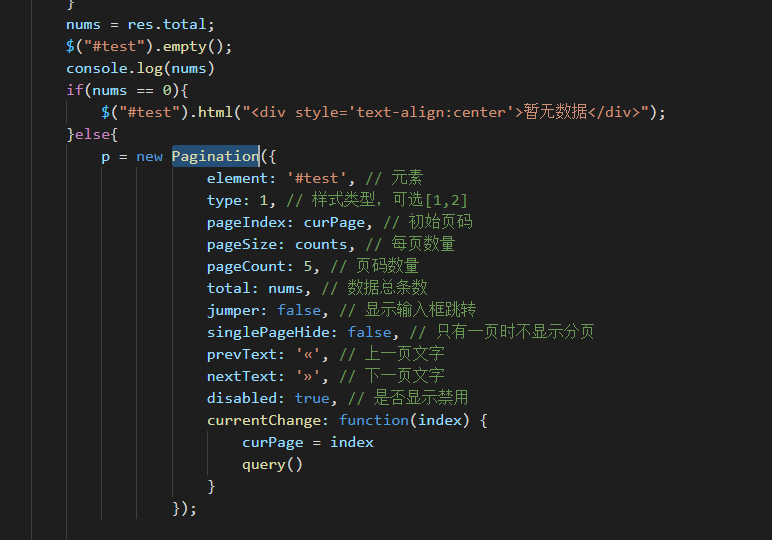 }
nums = res.total;
$("#test").empty();
console.log(nums)
if(nums == 0){
$("#test").html("<div style='text-align:center'>暂无数据</div>");
}else{
p = new Pagination({
element: '#test', // 元素
type: 1, // 样式类型，可选[1,2]
pageIndex: curPage, // 初始页码
pageSize: counts, // 每页数量
pageCount: 5, // 页码数量
total: nums, // 数据总条数
jumper: false, // 显示输入框跳转
singlePageHide: false, // 只有一页时不显示分页
prevText: '«', // 上一页文字
nextText: '»', // 下一页文字
disabled: true, // 是否显示禁用
currentChange: function(index) {
curPage = index
query()
}
});